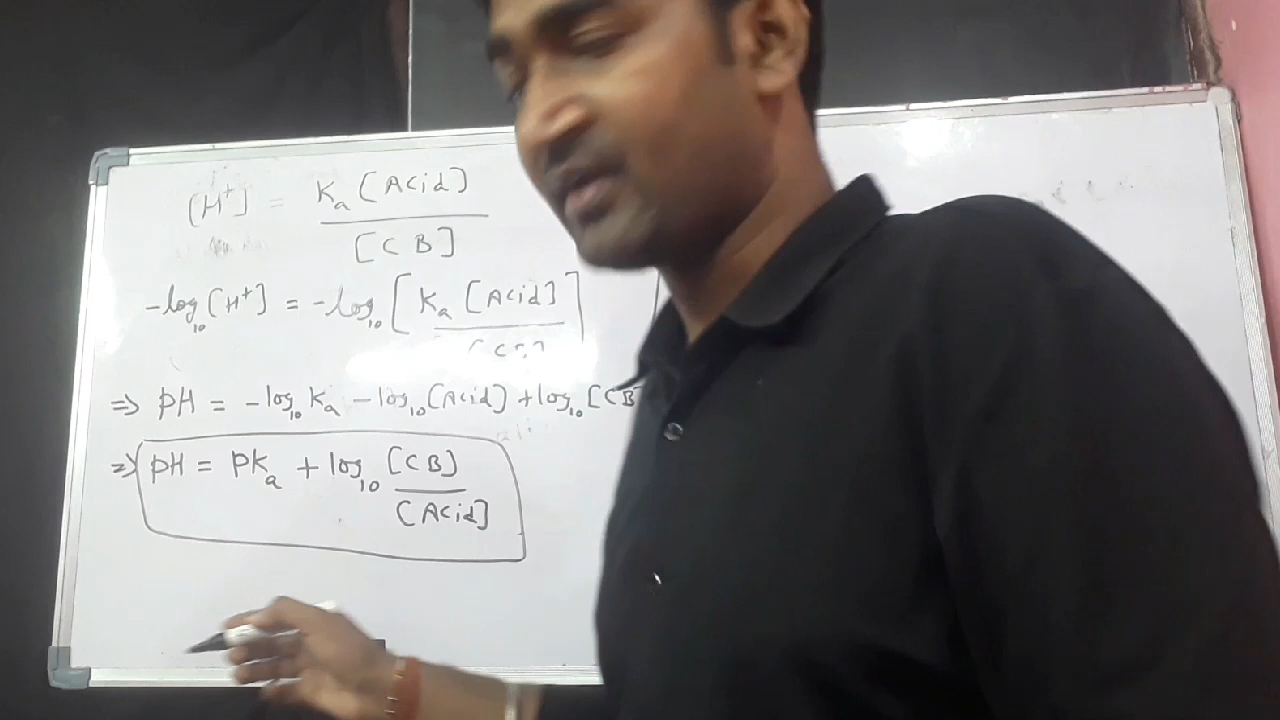 [H⁺] = Kₐ [Acid] / [CB]
-log₁₀ [H⁺] = -log₁₀ [Kₐ [Acid] / [CB]
⇒ pH = -log₁₀ Kₐ - log₁₀ [Acid] + log₁₀ [CB
⇒ pH = pKₐ + log₁₀ [CB] / [Acid]